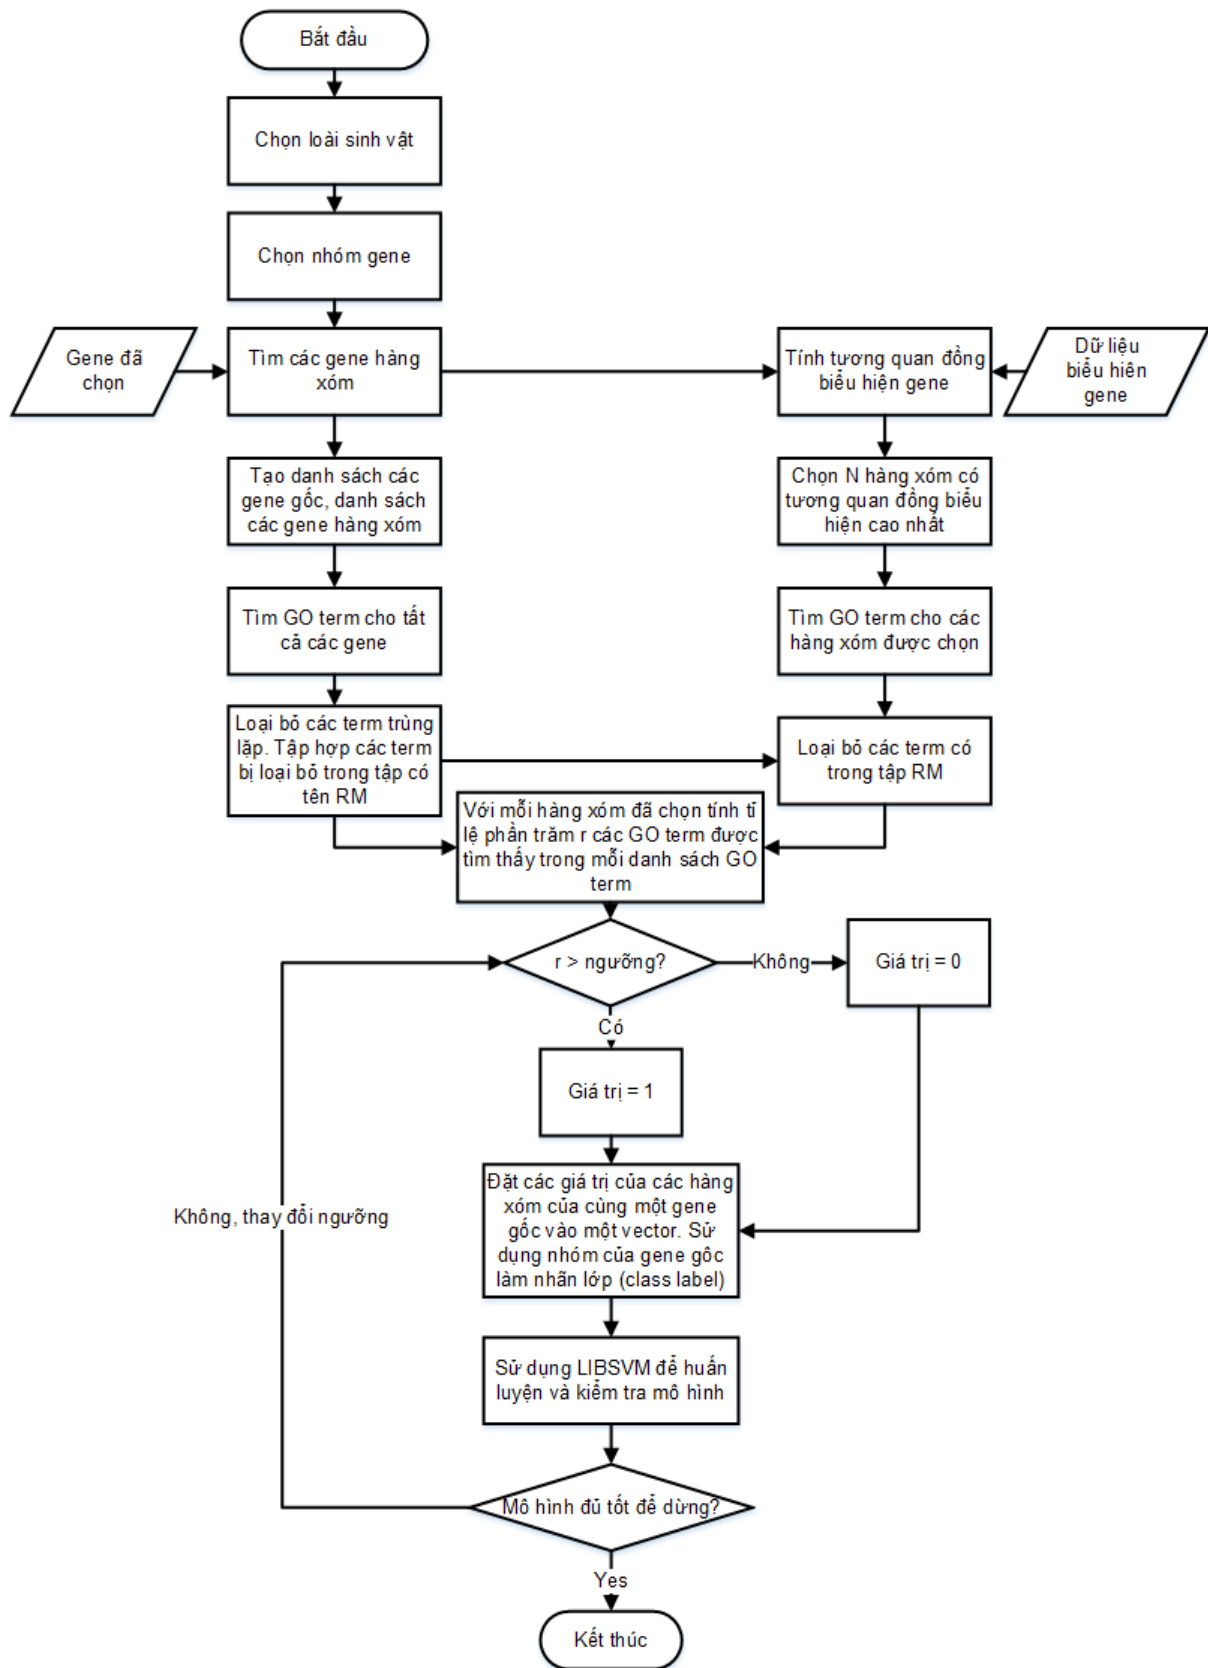 Bắt đầu
Chọn loài sinh vật
Chọn nhóm gene
Gene đã
chọn
Tìm các gene hàng
xóm
Tính tương quan đồng
biểu hiện gene
Dữ liệu
biểu hiên
gene
Tạo danh sách các
gene gốc, danh sách
các gene hàng xóm
Chọn N hàng xóm có
tương quan đồng biểu
hiện cao nhất
Tìm GO term cho tất
cả các gene
Tìm GO term cho các
hàng xóm được chọn
Loại bỏ các term trùng
lặp. Tập hợp các term
bị loại bỏ trong tập có
tên RM
Loại bỏ các term có
trong tập RM
Với mỗi hàng xóm đã chọn tính tỉ
lệ phần trăm r các GO term được
tìm thấy trong mỗi danh sách GO
term
r > ngưỡng?
Không
Giá trị = 0
Có
Giá trị = 1
Đặt các giá trị của các hàng
xóm của cùng một gene
gốc vào một vector. Sử
dụng nhóm của gene gôc
làm nhãn lớp (class label)
Không, thay đổi ngưỡng
Sử dụng LIBSVM để huấn
luyện và kiểm tra mô hình
Mô hình đủ tốt để dừng?
Yes
Kết thúc